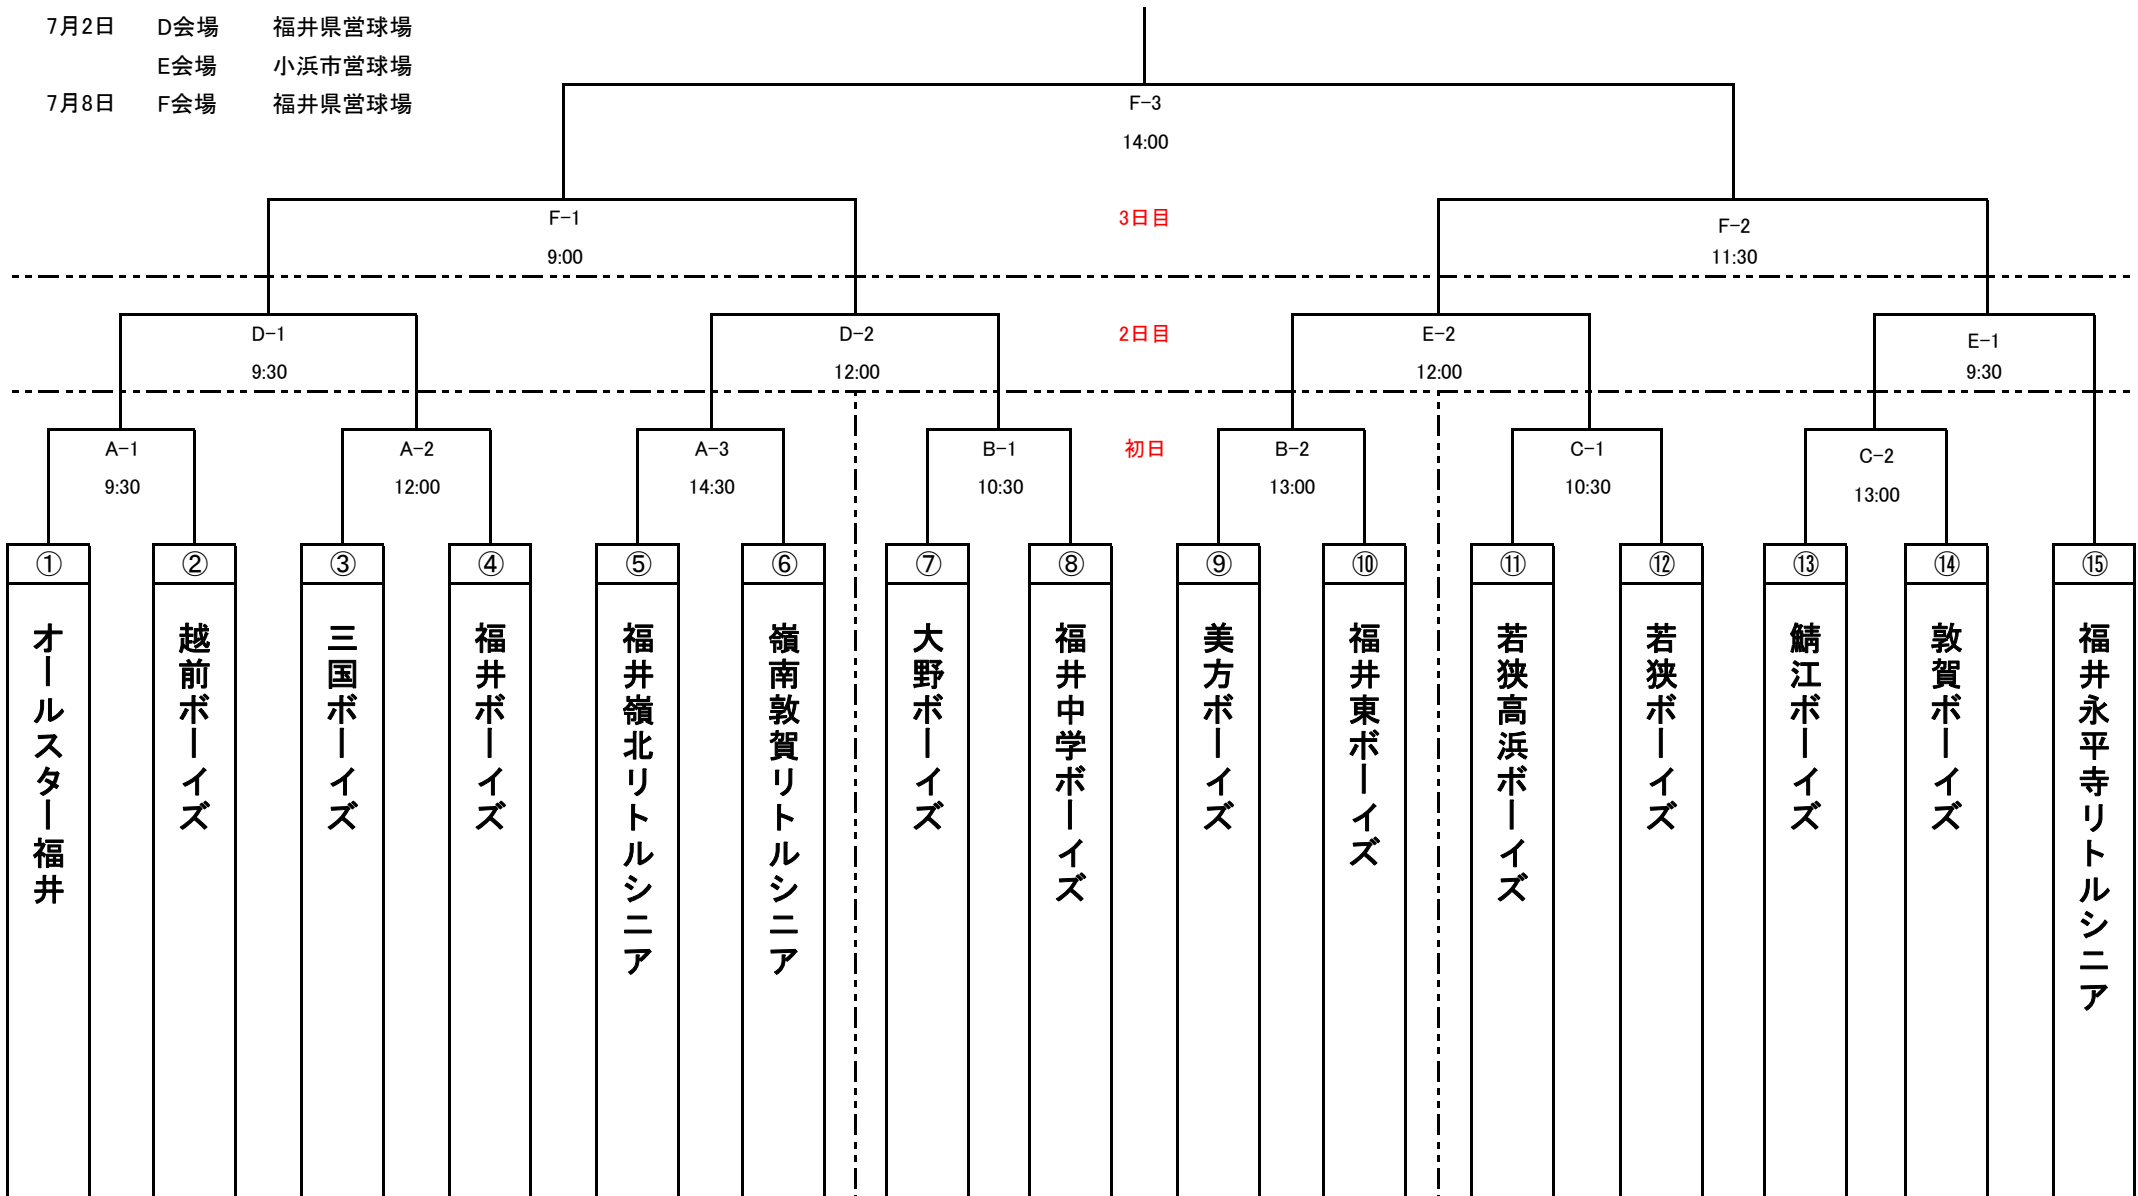 7月2日 D会場 福井県営球場
E会場 小浜市営球場
7月8日 F会場 福井県営球場
F-3
14:00
F-1 3日目 F-2
9:00 11:30
D-1 D-2 2日目 E-2 E-1
9:30 12:00 12:00 9:30
A-1 A-2 A-3 B-1 初日 B-2 C-1 C-2
9:30 12:00 14:30 10:30 13:00 10:30 13:00
① ② ③ ④ ⑤ ⑥ ⑦ ⑧ ⑨ ⑩ ⑪ ⑫ ⑬ ⑭ ⑮
オールスター福井
越前ボーイズ
三国ボーイズ
福井ボーイズ
福井嶺北リトルシニア
嶺南敦賀リトルシニア
大野ボーイズ
福井中学ボーイズ
美方ボーイズ
福井東ボーイズ
若狭高浜ボーイズ
若狭ボーイズ
鯖江ボーイズ
敦賀ボーイズ
福井永平寺リトルシニア